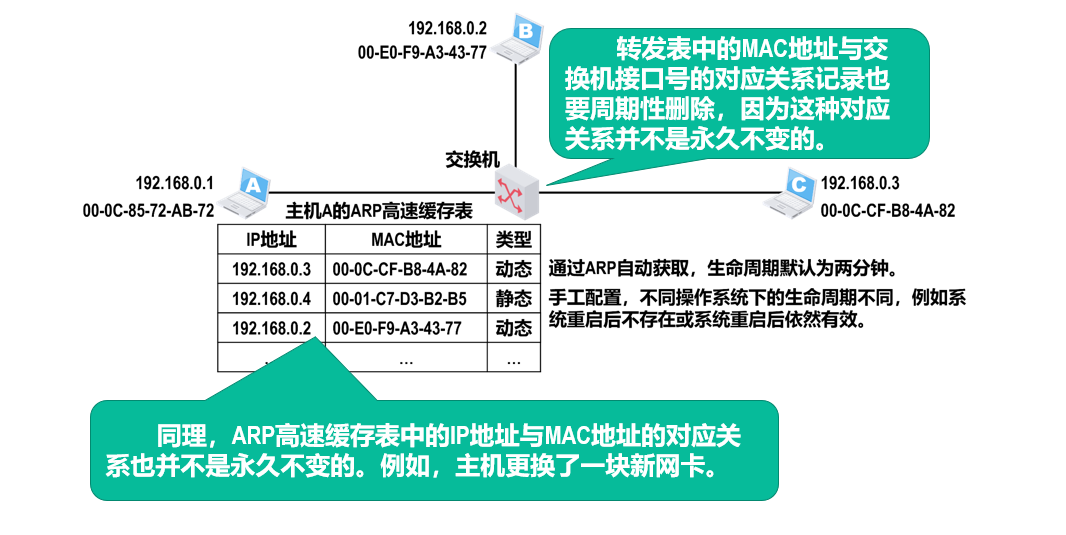 192.168.0.2
00-E0-F9-A3-43-77
B
转发表中的MAC地址与交
换机接口号的对应关系记录也
要周期性删除，因为这种对应
关系并不是永久不变的。
交换机
192.168.0.1
00-0C-85-72-AB-72
A
C
192.168.0.3
00-0C-CF-B8-4A-82
主机A的ARP高速缓存表
IP地址 MAC地址 类型
192.168.0.3 00-0C-CF-B8-4A-82 动态
通过ARP自动获取，生命周期默认为两分钟。
192.168.0.4 00-01-C7-D3-B2-B5 静态
手工配置，不同操作系统下的生命周期不同，例如系
统重启后不存在或系统重启后依然有效。
192.168.0.2 00-E0-F9-A3-43-77 动态
… … …
同理，ARP高速缓存表中的IP地址与MAC地址的对应关
系也并不是永久不变的。例如，主机更换了一块新网卡。